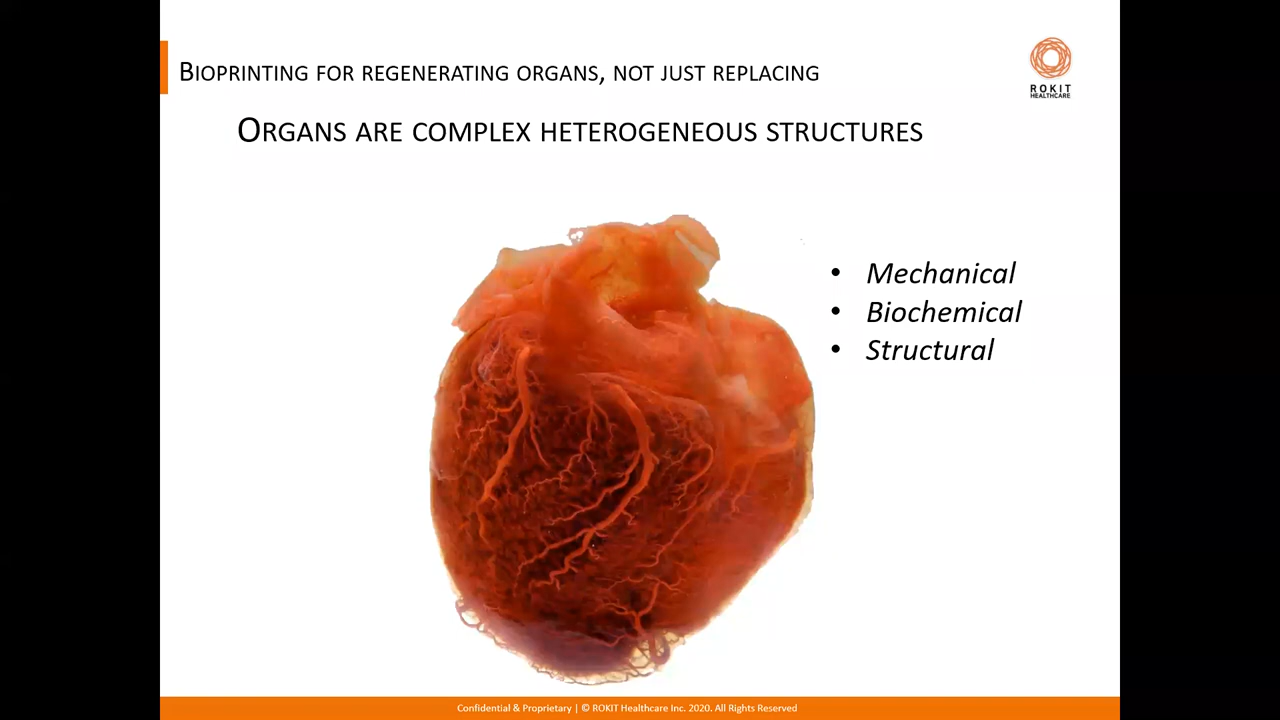 Bioprinting for regenerating organs, not just replacing
ROKIT
HEALTHCARE
Organs are complex heterogeneous structures
• Mechanical
• Biochemical
• Structural
Confidential & Proprietary | © ROKIT Healthcare Inc. 2020. All Rights Reserved